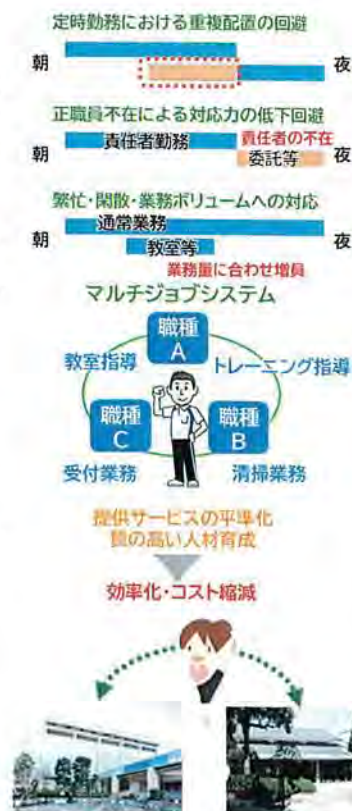 定時勤務における重複配置の回避
朝
夜
正職員不在による対応力の低下回避
責任者勤務
責任者の不在
朝
委託等
夜
繁忙・閑散・業務ボリュームへの対応
通常業務
朝
教室等
夜
業務量に合わせ増員
マルチジョブシステム
職種
A
教室指導
トレーニング指導
職種
C
職種
B
受付業務
清掃業務
提供サービスの平準化
質の高い人材育成
効率化・コスト縮減